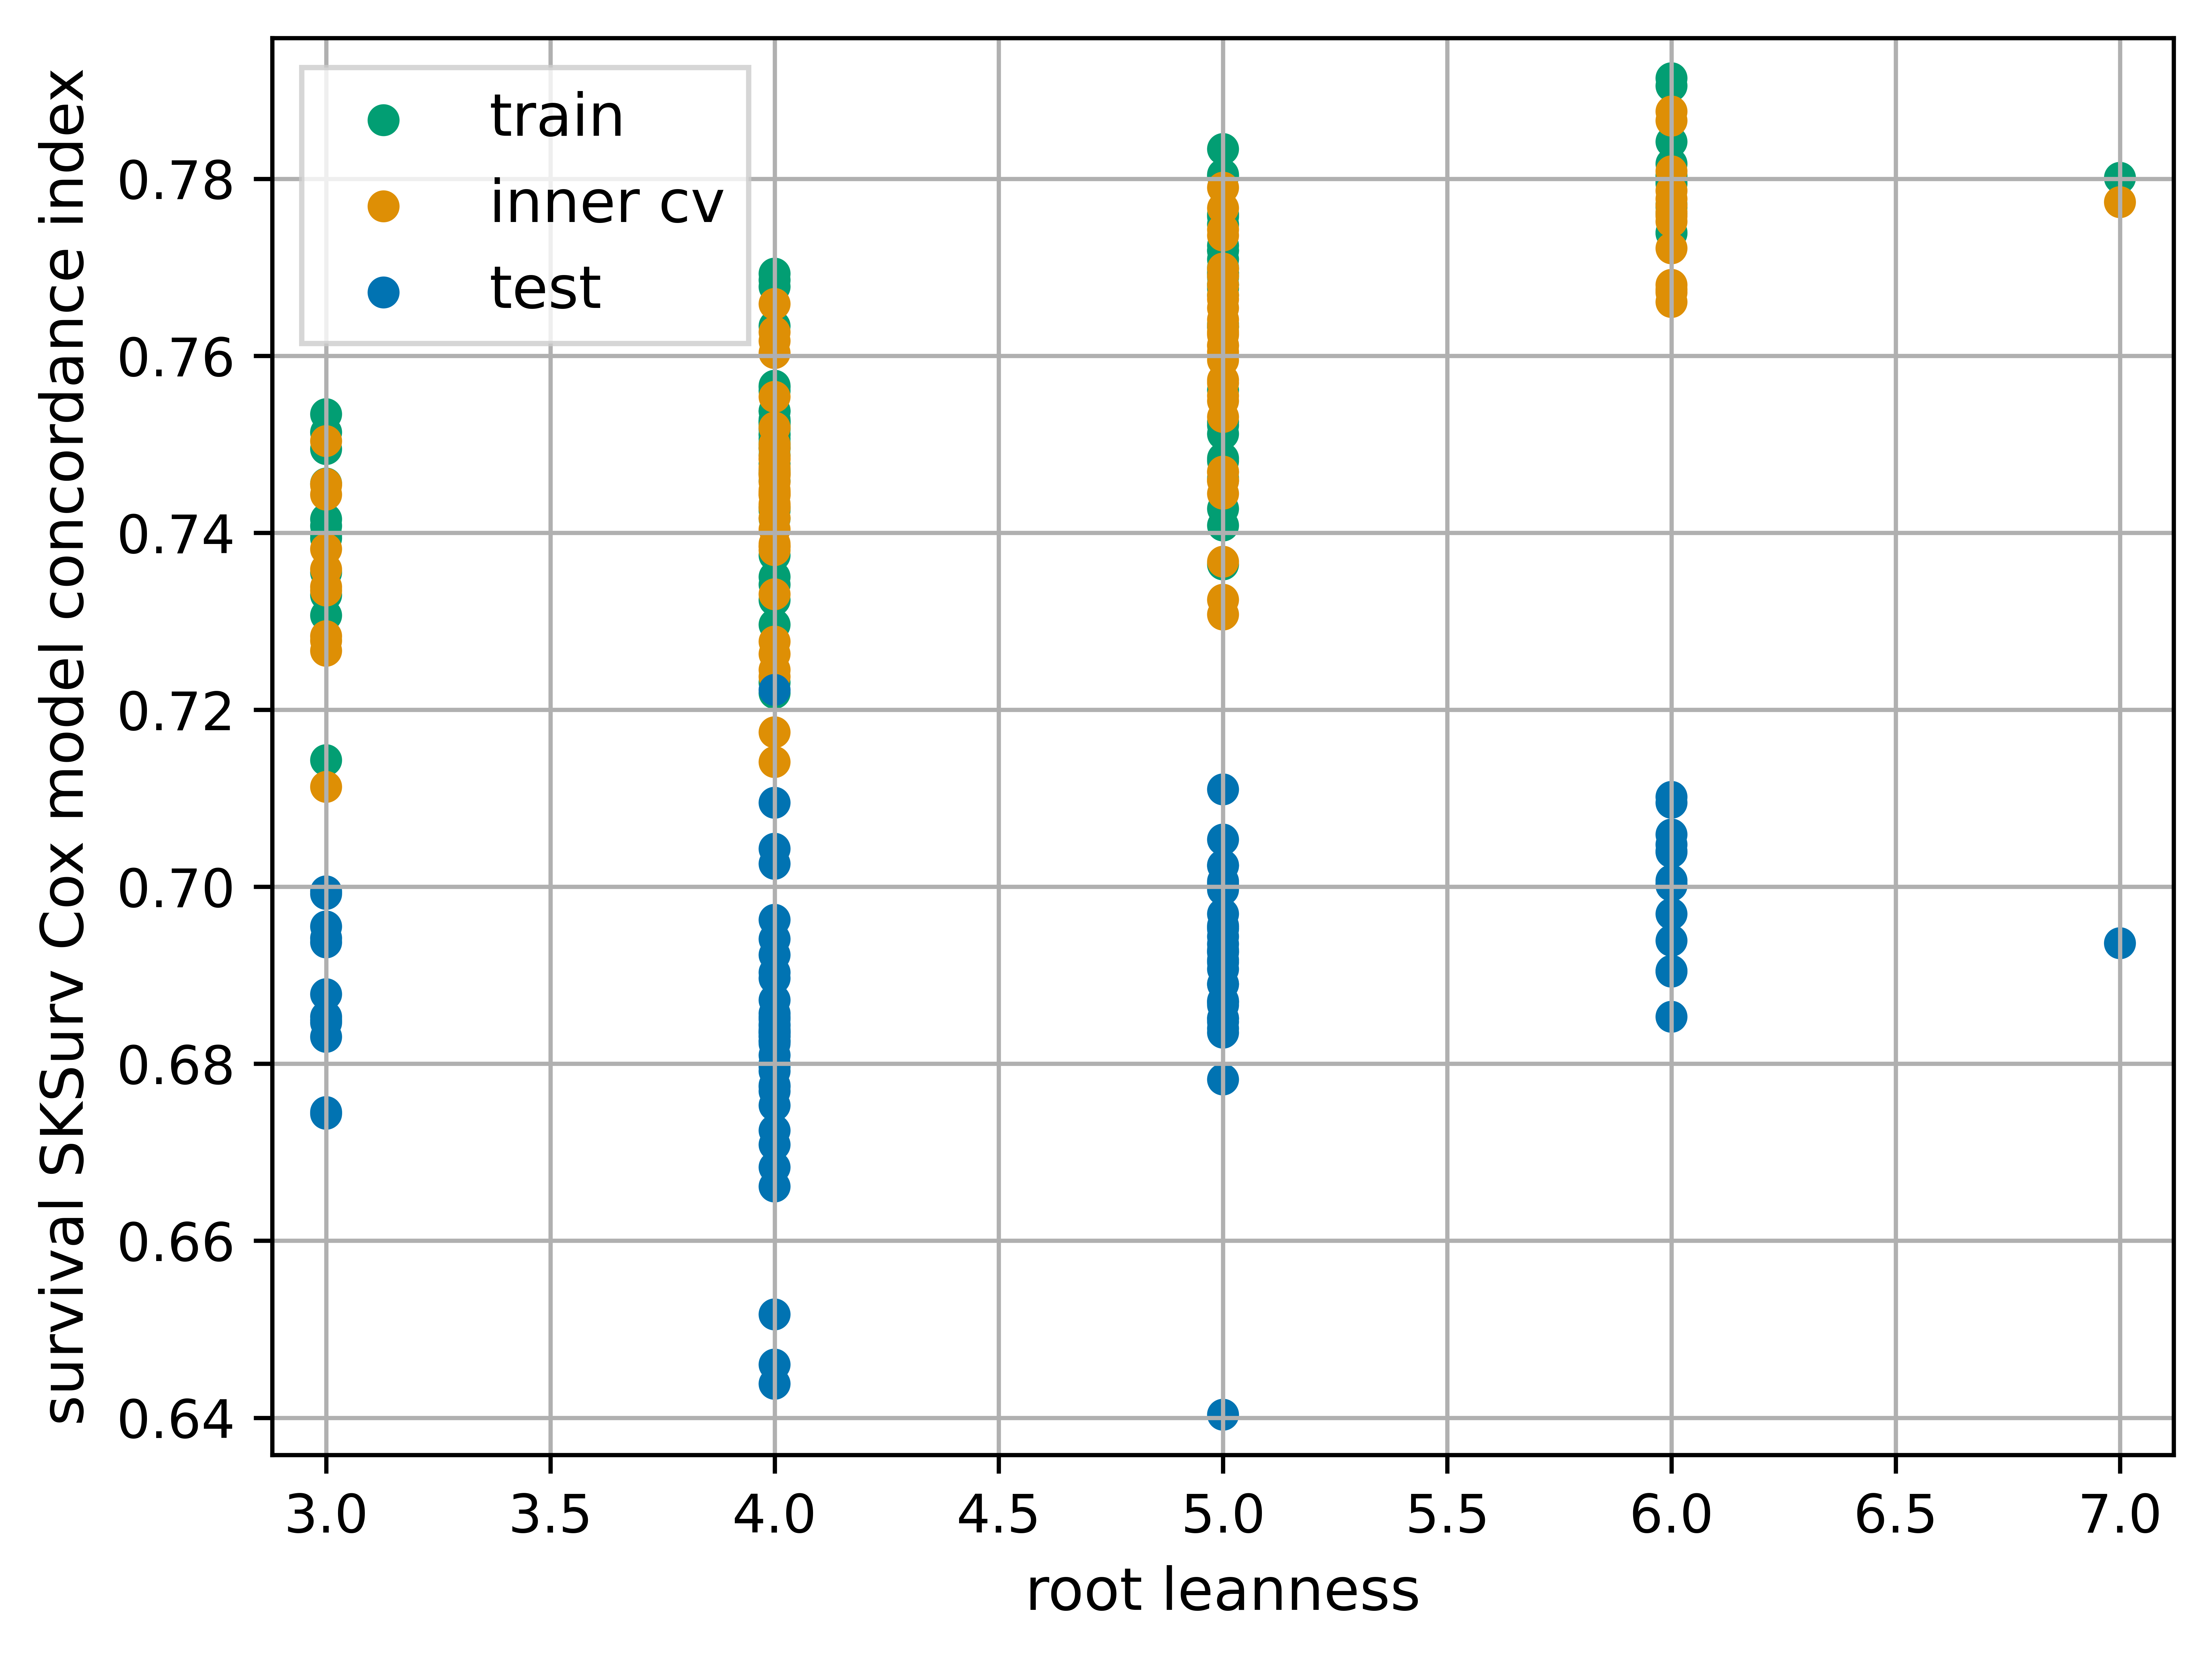 survival SKSurv Cox model concordance index
train
inner cv
test
0.78
0.76
0.74
0.72
0.70
0.68
0.66
0.64
3.0 3.5 4.0 4.5 5.0 5.5 6.0 6.5 7.0
root leanness